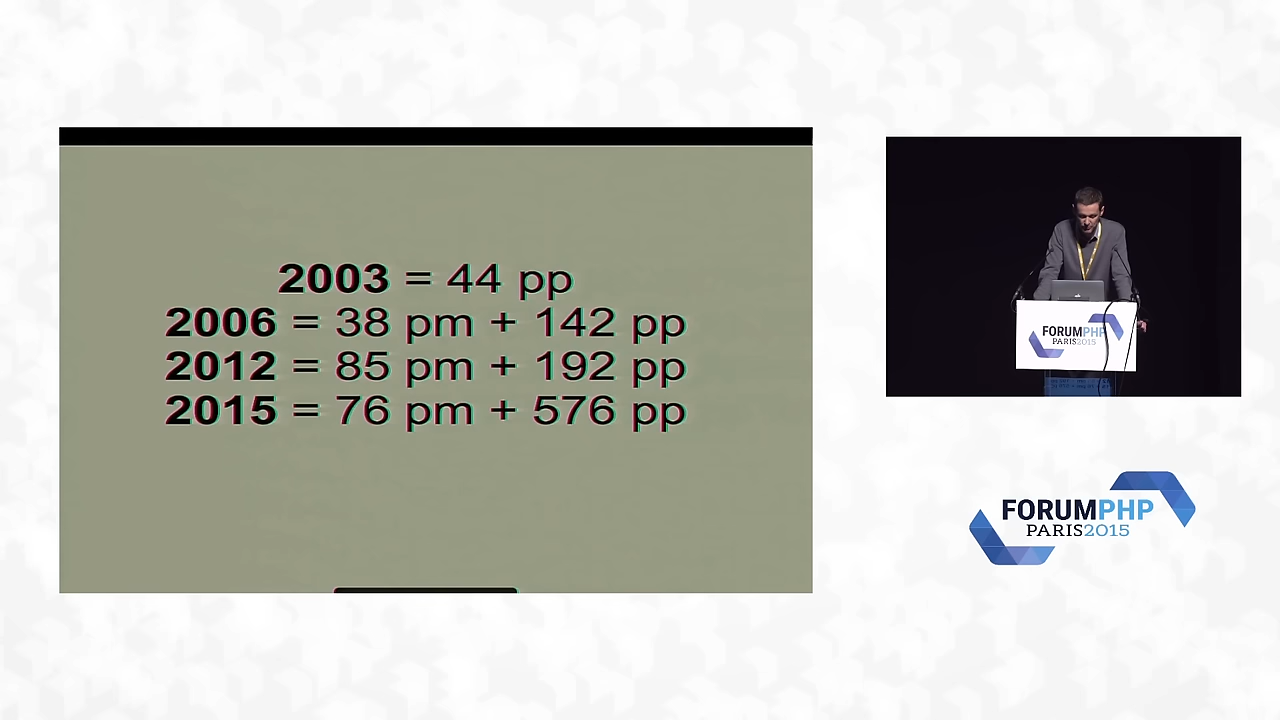 2003 = 44 pp
2006 = 38 pm + 142 pp
2012 = 85 pm + 192 pp
2015 = 76 pm + 576 pp
FORUMPHP
PARIS2015
FORUMPHP
PARIS2015